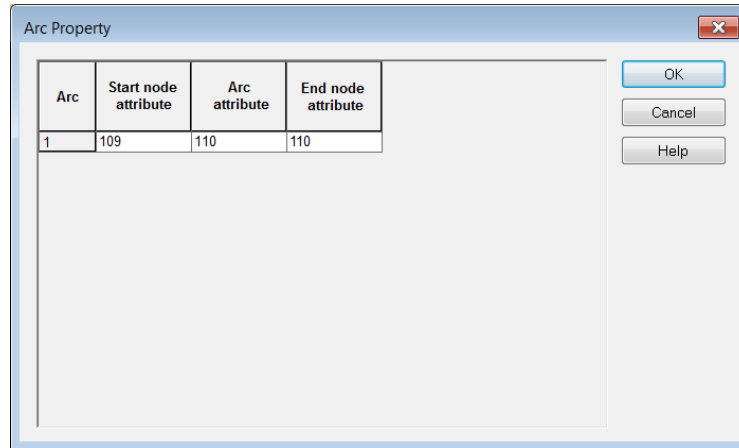 Arc Property
Arc Start node attribute Arc attribute End node attribute
1 109 110 110
OK
Cancel
Help